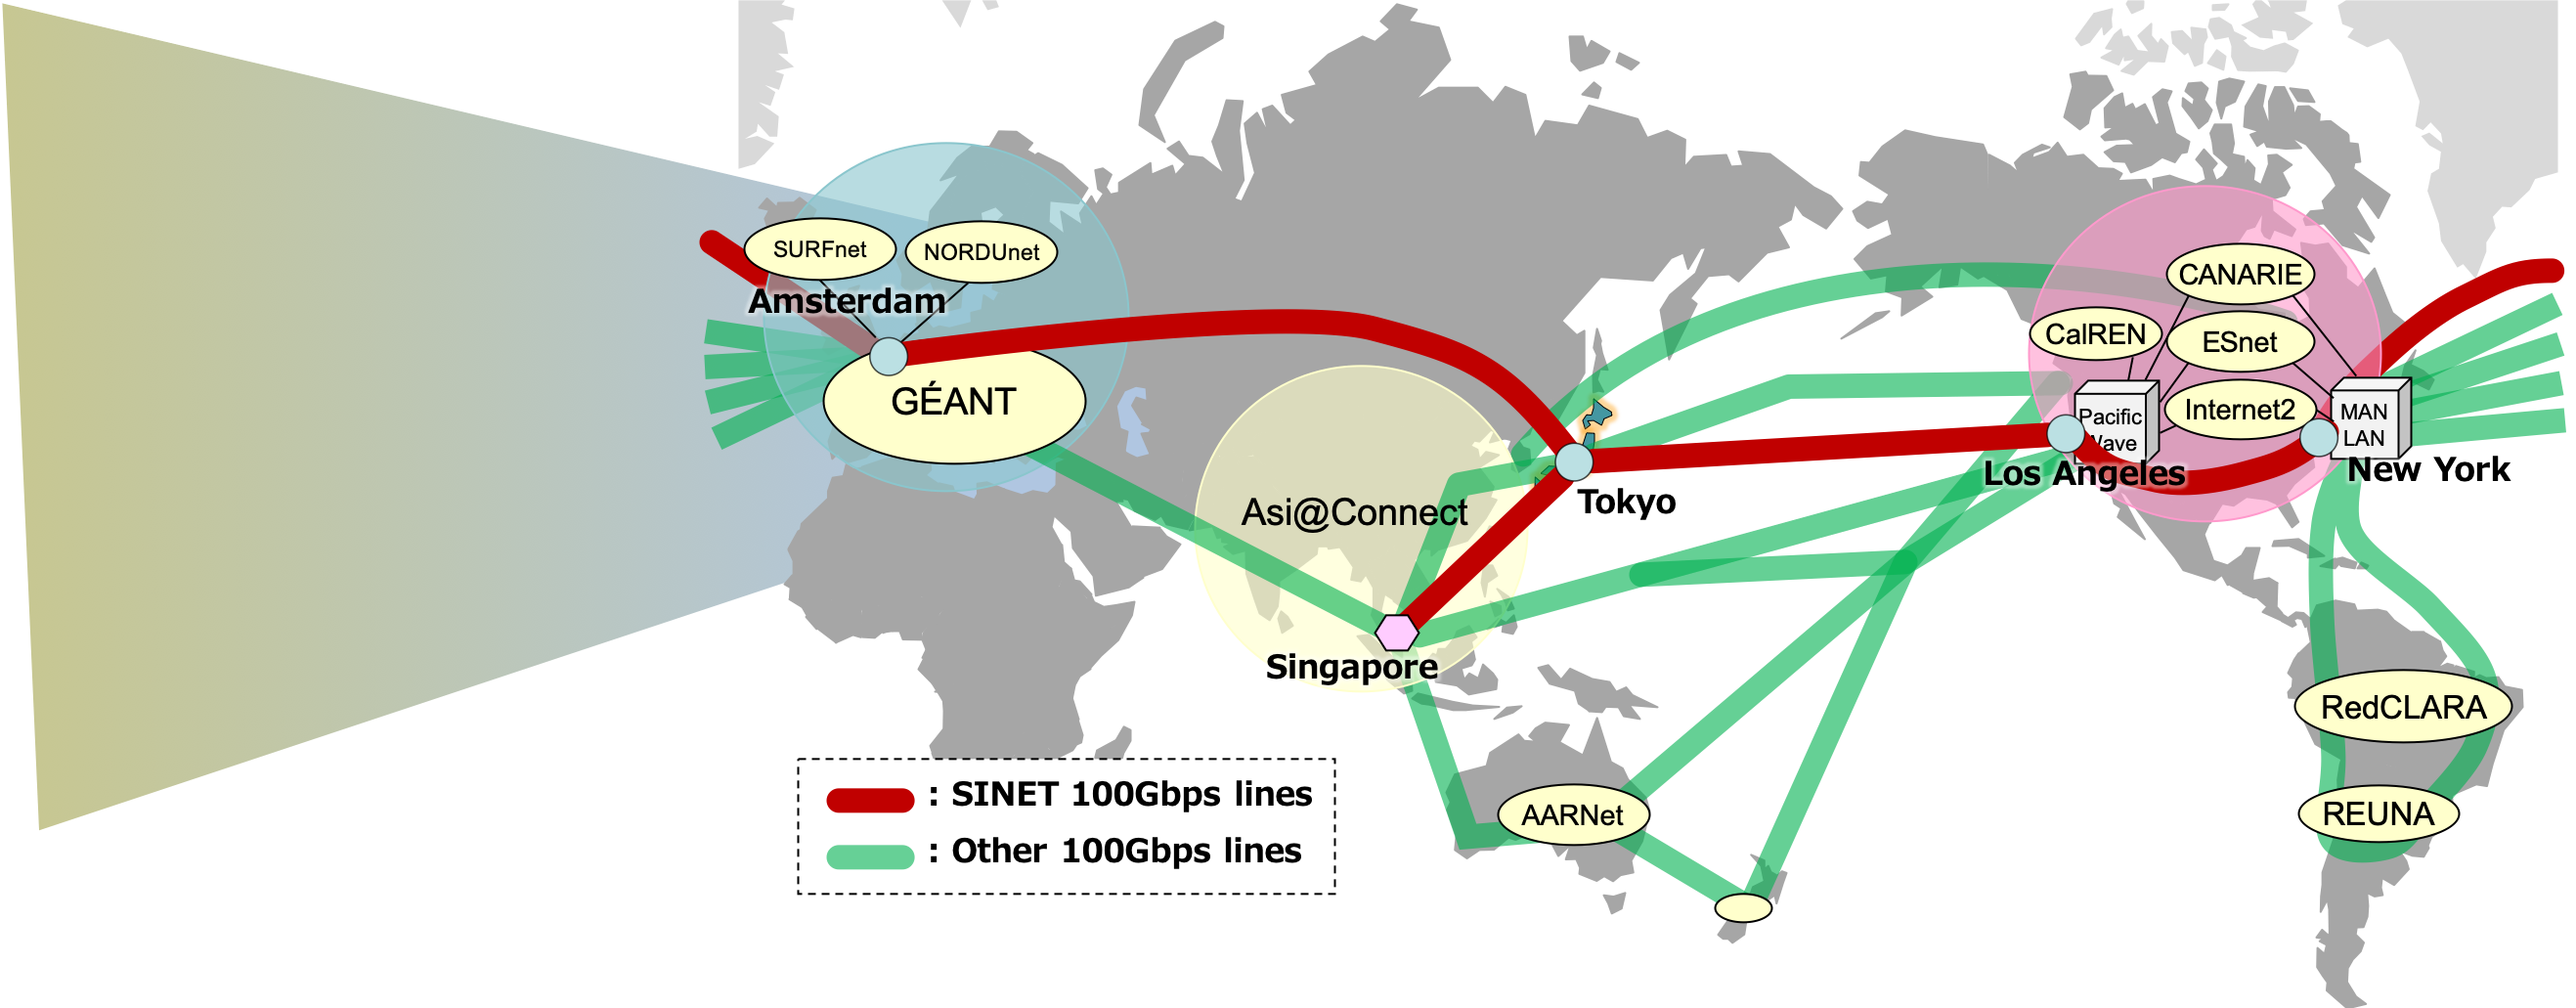 SURFnet
NORDUnet
Amsterdam
GÉANT
Asi@Connect
Singapore
Tokyo
CANARIE
CalREN
ESnet
Internet2
Pacific
Wave
MAN
LAN
Los Angeles
New York
RedCLARA
REUNA
AARNet
: SINET 100Gbps lines
: Other 100Gbps lines